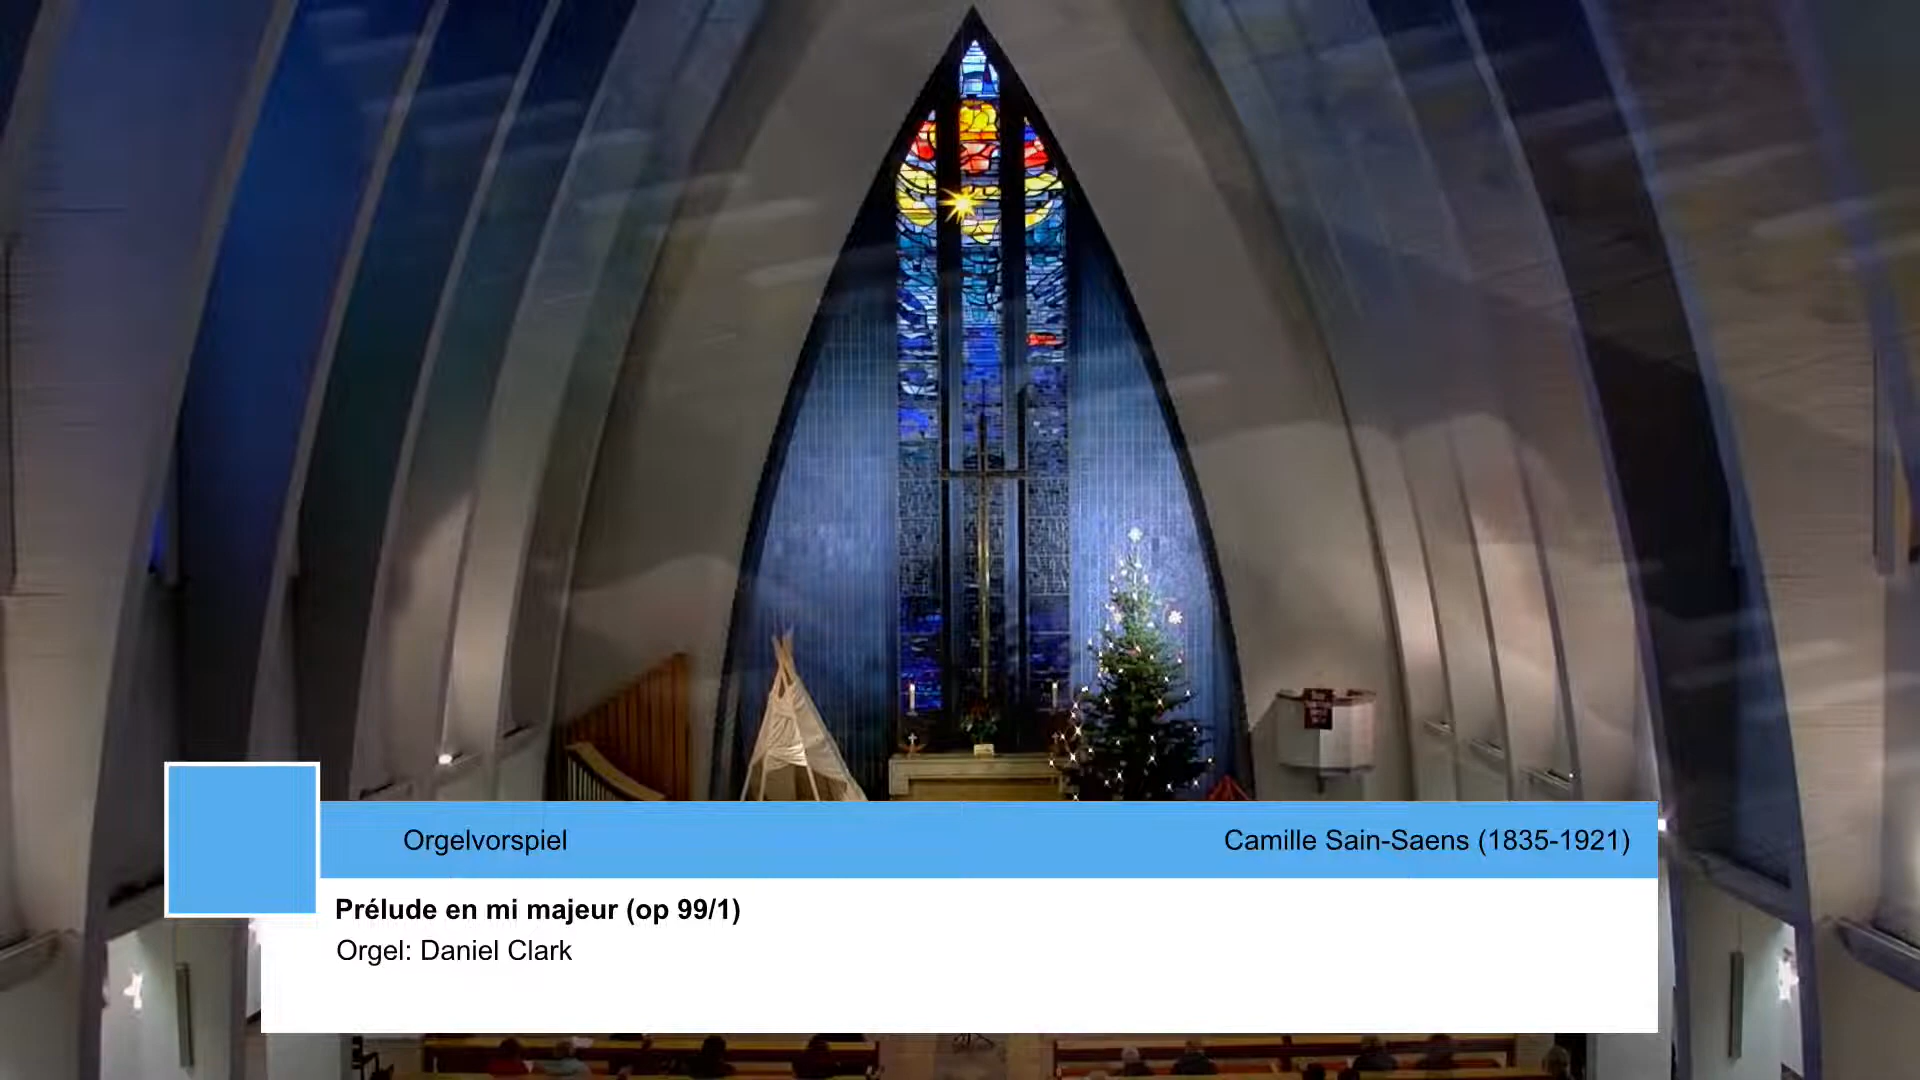 Orgelvorspiel Camille Sain-Saens (1835-1921)
Prélude en mi majeur (op 99/1)
Orgel: Daniel Clark